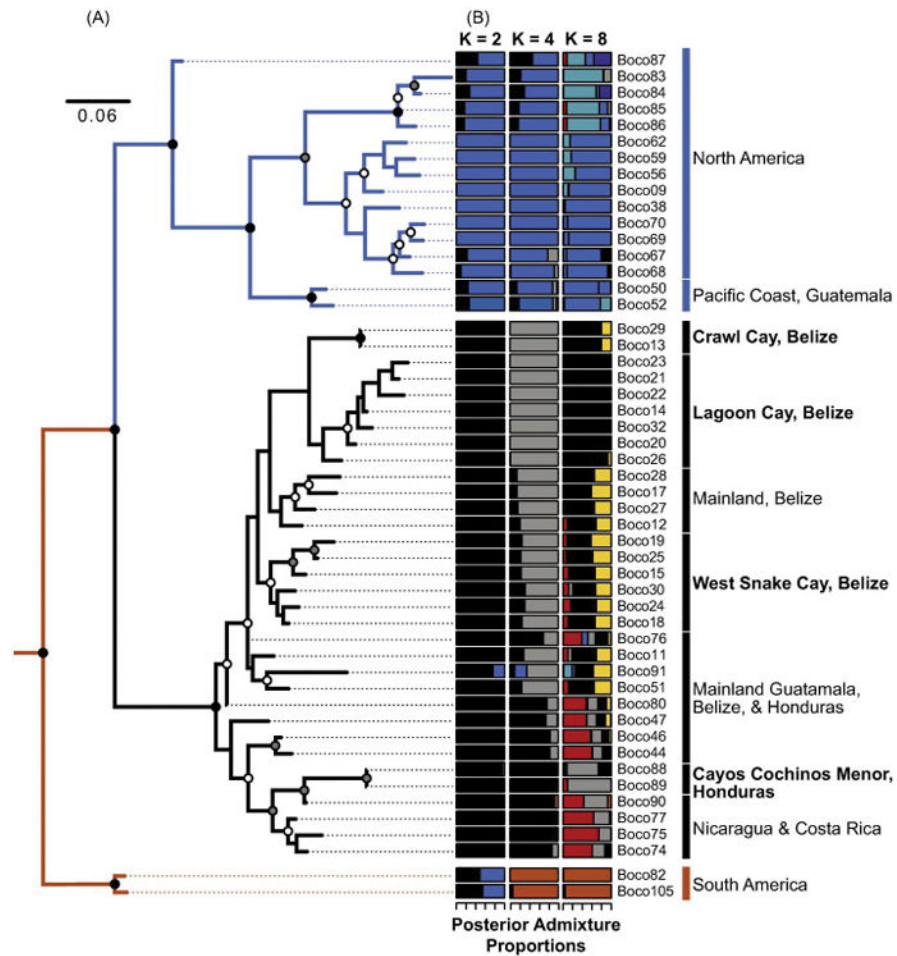 (A)
(B)
K = 2 K = 4 K = 8
0.06
Boco87
Boco83
Boco84
Boco85
Boco86
Boco62
Boco59
Boco56
Boco09
Boco38
Boco70
Boco69
Boco67
Boco68
North America
Boco50
Boco52
Pacific Coast, Guatemala
Boco29
Boco13
Crawl Cay, Belize
Boco23
Boco21
Boco22
Boco14
Boco32
Boco20
Boco26
Lagoon Cay, Belize
Boco28
Boco17
Boco27
Boco12
Mainland, Belize
Boco19
Boco25
Boco15
Boco30
Boco24
Boco18
West Snake Cay, Belize
Boco76
Boco11
Boco91
Boco51
Boco80
Boco47
Boco46
Boco44
Mainland Guatamala,
Belize, & Honduras
Boco88
Boco89
Cayos Cochinos Menor,
Honduras
Boco90
Boco77
Boco75
Boco74
Nicaragua & Costa Rica
Boco82
Boco105
South America
Posterior Admixture
Proportions